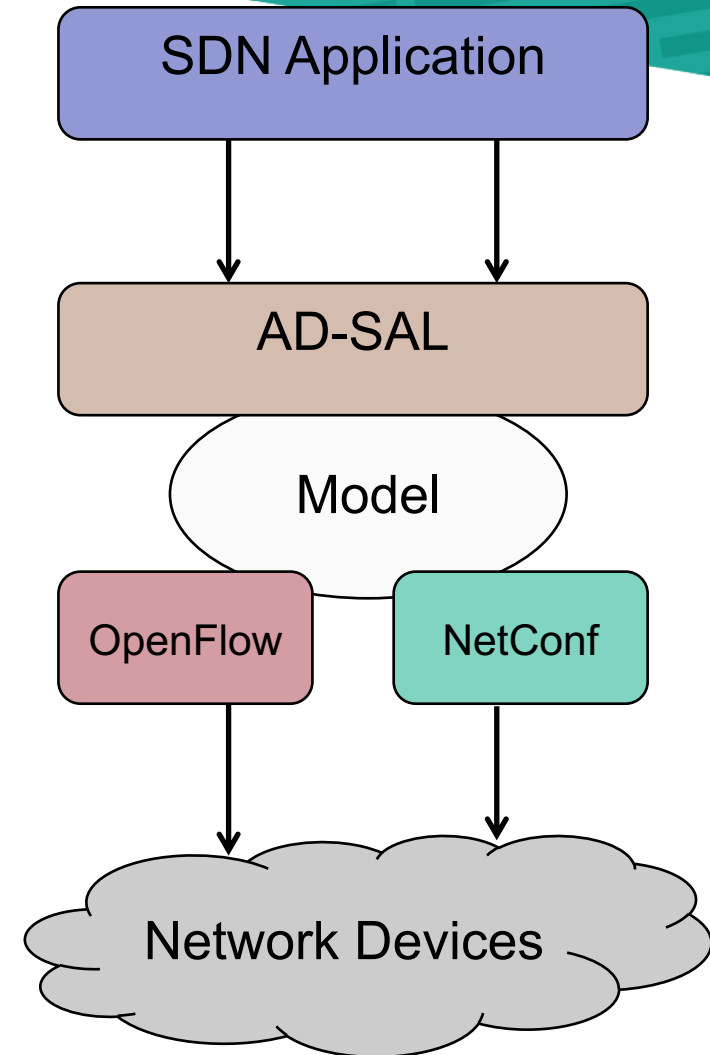 SDN Application
AD-SAL
Model
OpenFlow
NetConf
Network Devices